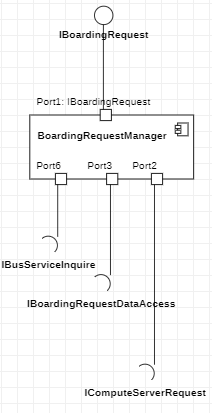 IBoardingRequest
Port1: IBoardingRequest
BoardingRequestManager
Port6 Port3 Port2
IBusServiceInquire
IBoardingRequestDataAccess
IComputeServerRequest